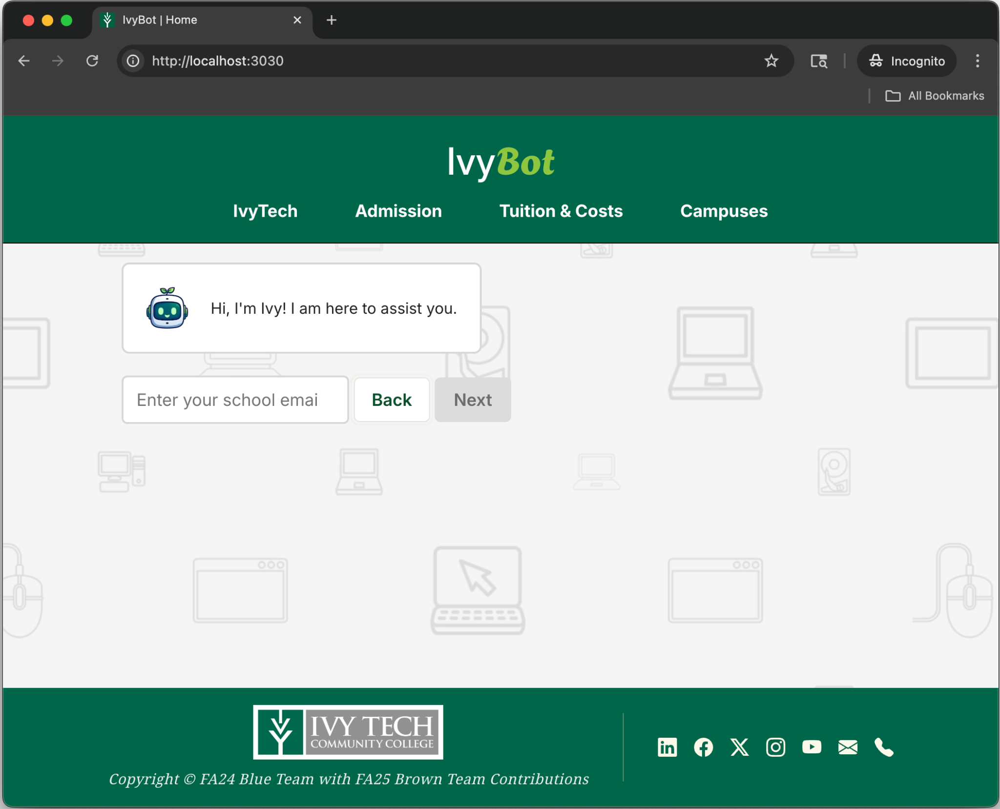 IvyBot | Home
http://localhost:3030
Incognito
All Bookmarks
IvyBot
IvyTech Admission Tuition & Costs Campuses
Hi, I'm Ivy! I am here to assist you.
Enter your school emai Back Next
IVY TECH
COMMUNITY COLLEGE
Copyright © FA24 Blue Team with FA25 Brown Team Contributions